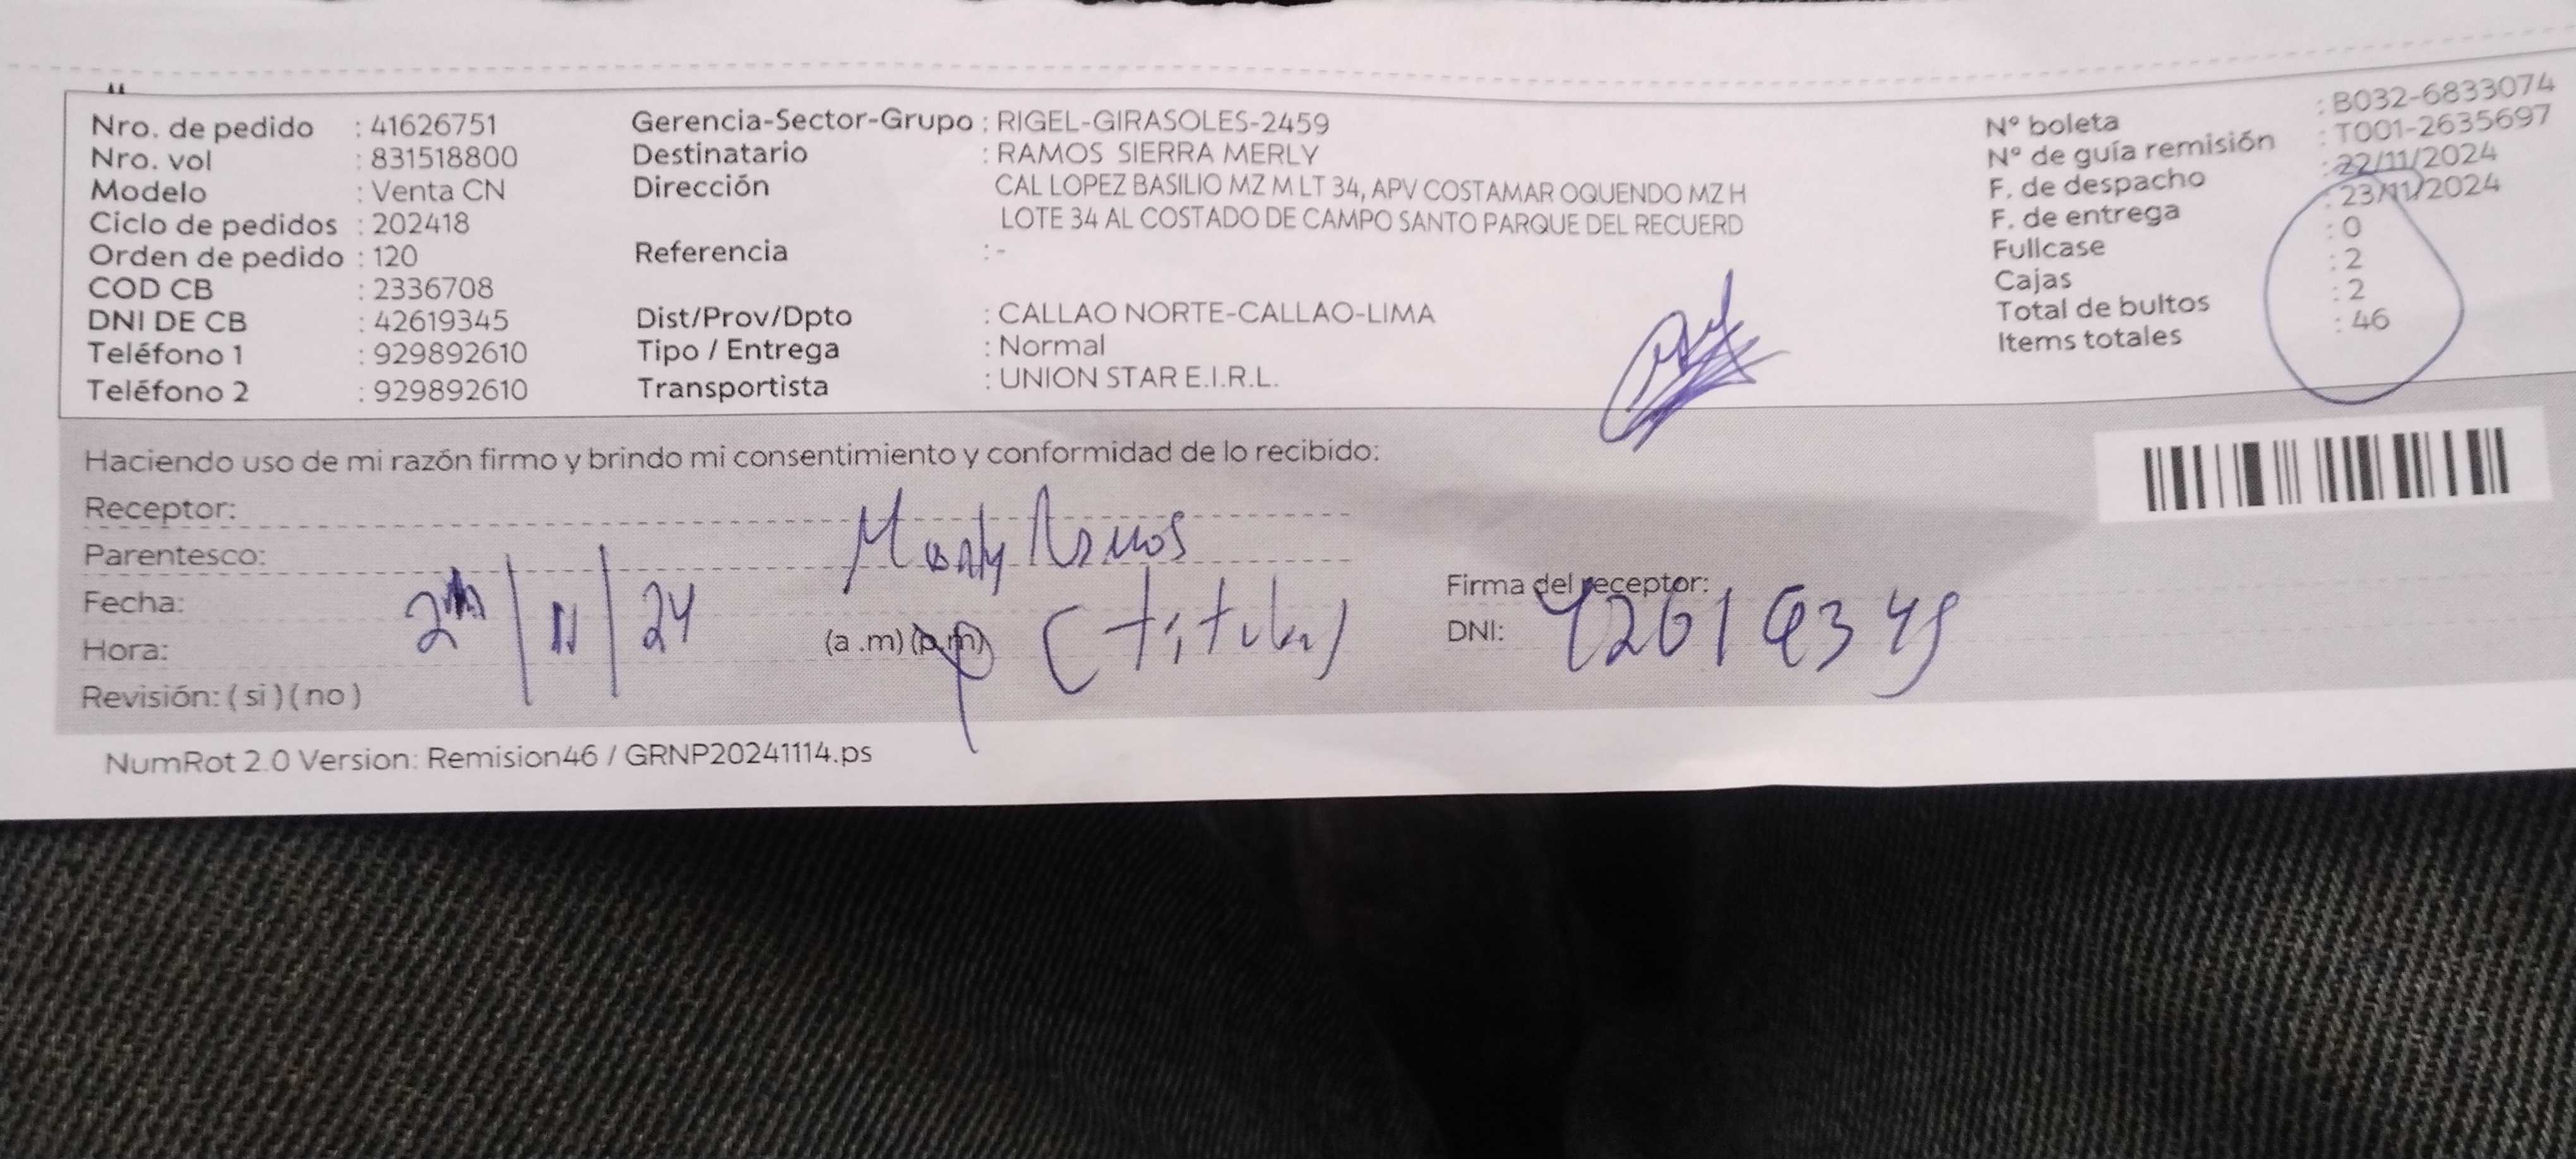 Nro. de pedido : 41626751
Nro. vol : 831518800
Modelo : Venta CN
Ciclo de pedidos : 202418
Orden de pedido : 120
COD CB : 2336708
DNI DE CB : 42619345
Teléfono 1 : 929892610
Teléfono 2 : 929892610
Gerencia-Sector-Grupo : RIGEL-GIRASOLES-2459
Destinatario : RAMOS SIERRA MERLY
Dirección CAL LOPEZ BASILIO MZ M LT 34, APV COSTAMAR OQUENDO MZ H
LOTE 34 AL COSTADO DE CAMPO SANTO PARQUE DEL RECUERD
Referencia : -
Dist/Prov/Dpto : CALLAO NORTE-CALLAO-LIMA
Tipo / Entrega : Normal
Transportista : UNION STAR E.I.R.L.
N° boleta : B032-6833074
N° de guía remisión : T001-2635697
F. de despacho : 22/11/2024
F. de entrega : 23/11/2024
Fullcase : 0
Cajas : 2
Total de bultos : 2
Items totales : 46
Haciendo uso de mi razón firmo y brindo mi consentimiento y conformidad de lo recibido:
Receptor:
Merly Ramos
Parentesco:
(titular)
Fecha: /11/24
Hora: (a .m) (p.m)
Revisión: ( si ) ( no )
Firma del receptor:
DNI: 42619345
NumRot 2.0 Version: Remision46 / GRNP20241114.ps